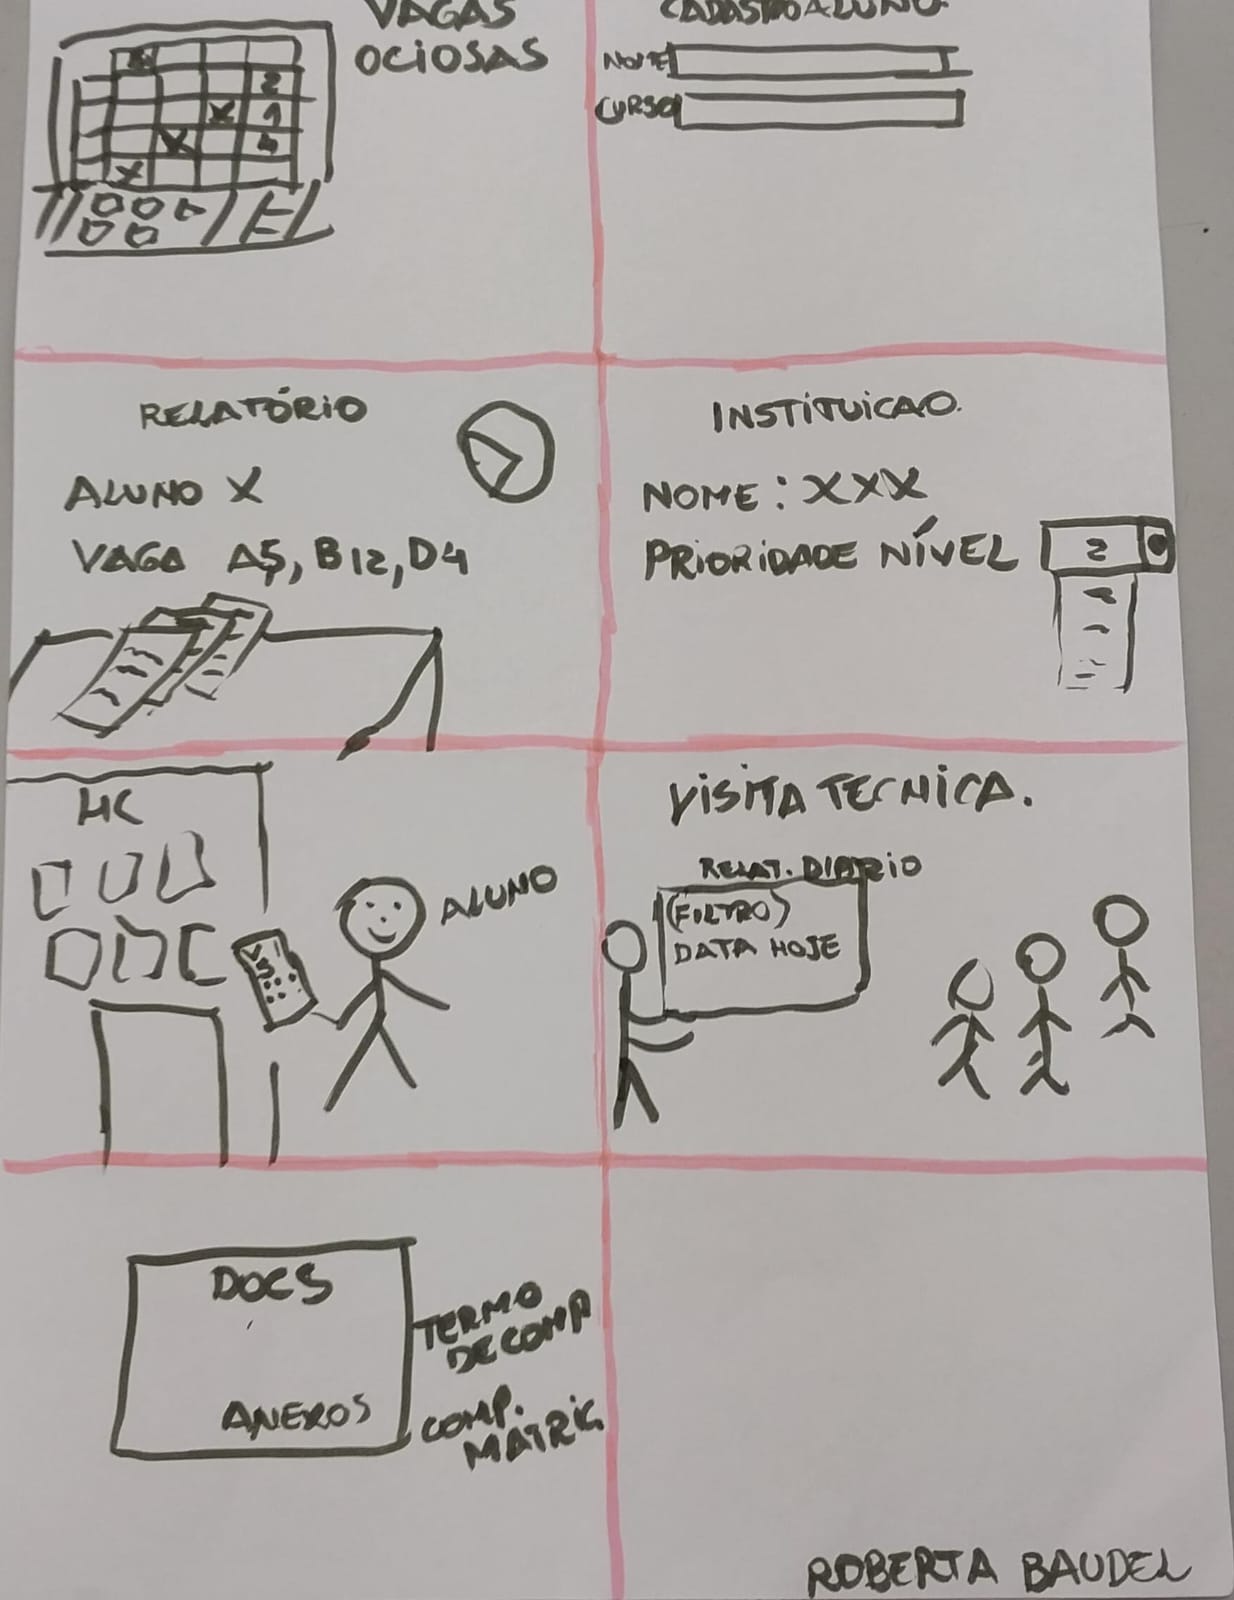 VAGAS
OCIOSAS
2
X 9
X 4
X
CADASTRO ALUNO
NOME
CURSO
RELATÓRIO
ALUNO X
VAGA A5, B12, D4
INSTITUICAO.
NOME: XXX
PRIORIDADE NÍVEL 2
HC
ALUNO
VISITA TECNICA.
RELAT. DIARIO
(FILTRO)
DATA HOJE
DOCS
ANEXOS
TERMO
DE COMP
COMP.
MATRIC.
ROBERTA BAUDEL